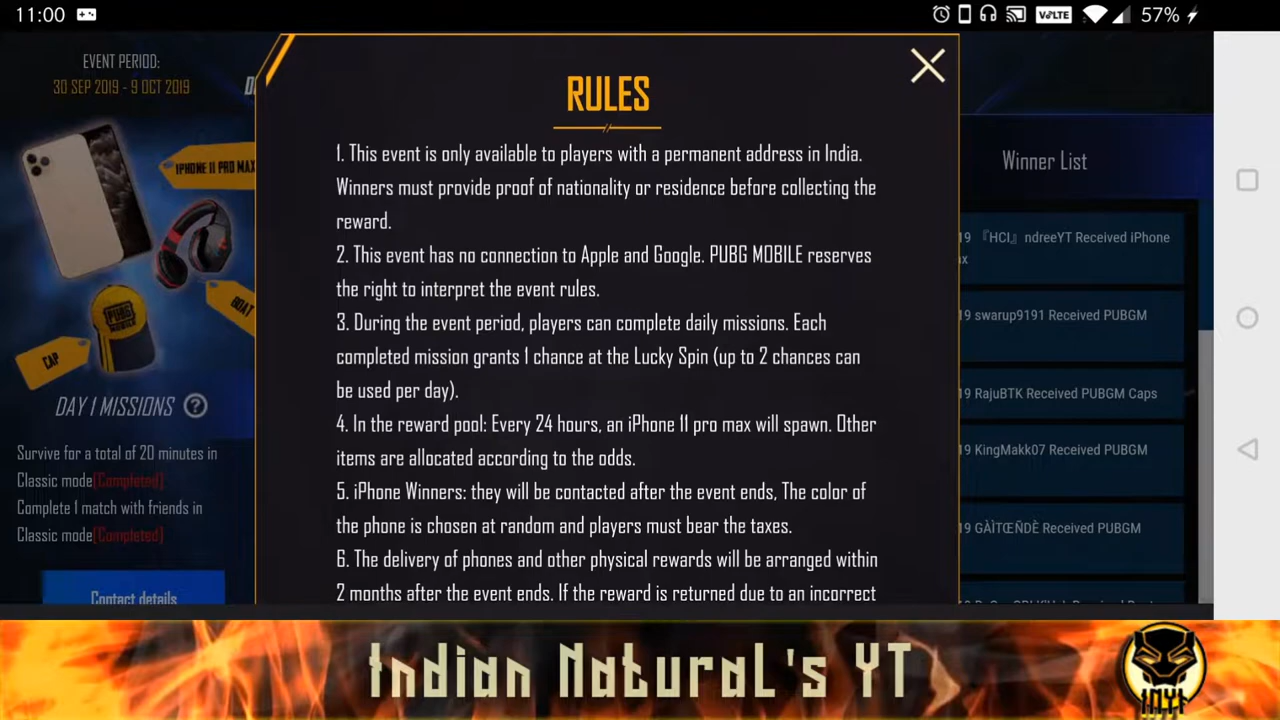 11:00
VoLTE
57%
EVENT PERIOD:
30 SEP 2019 - 9 OCT 2019
IPHONE 11 PRO MAX
BOAT
CAP
PUBG
MOBILE
DAY 1 MISSIONS ?
Survive for a total of 20 minutes in
Classic mode[Completed]
Complete 1 match with friends in
Classic mode[Completed]
Contact details
RULES
1. This event is only available to players with a permanent address in India.
Winners must provide proof of nationality or residence before collecting the
reward.
2. This event has no connection to Apple and Google. PUBG MOBILE reserves
the right to interpret the event rules.
3. During the event period, players can complete daily missions. Each
completed mission grants 1 chance at the Lucky Spin (up to 2 chances can
be used per day).
4. In the reward pool: Every 24 hours, an iPhone 11 pro max will spawn. Other
items are allocated according to the odds.
5. iPhone Winners: they will be contacted after the event ends, The color of
the phone is chosen at random and players must bear the taxes.
6. The delivery of phones and other physical rewards will be arranged within
2 months after the event ends. If the reward is returned due to an incorrect
Winner List
19 『HCI』ndreeYT Received iPhone
ax
19 swarup9191 Received PUBGM
19 RajuBTK Received PUBGM Caps
19 KingMakk07 Received PUBGM
19 GÀÌTŒÑDÈ Received PUBGM
Indian Natural's YT
INYT